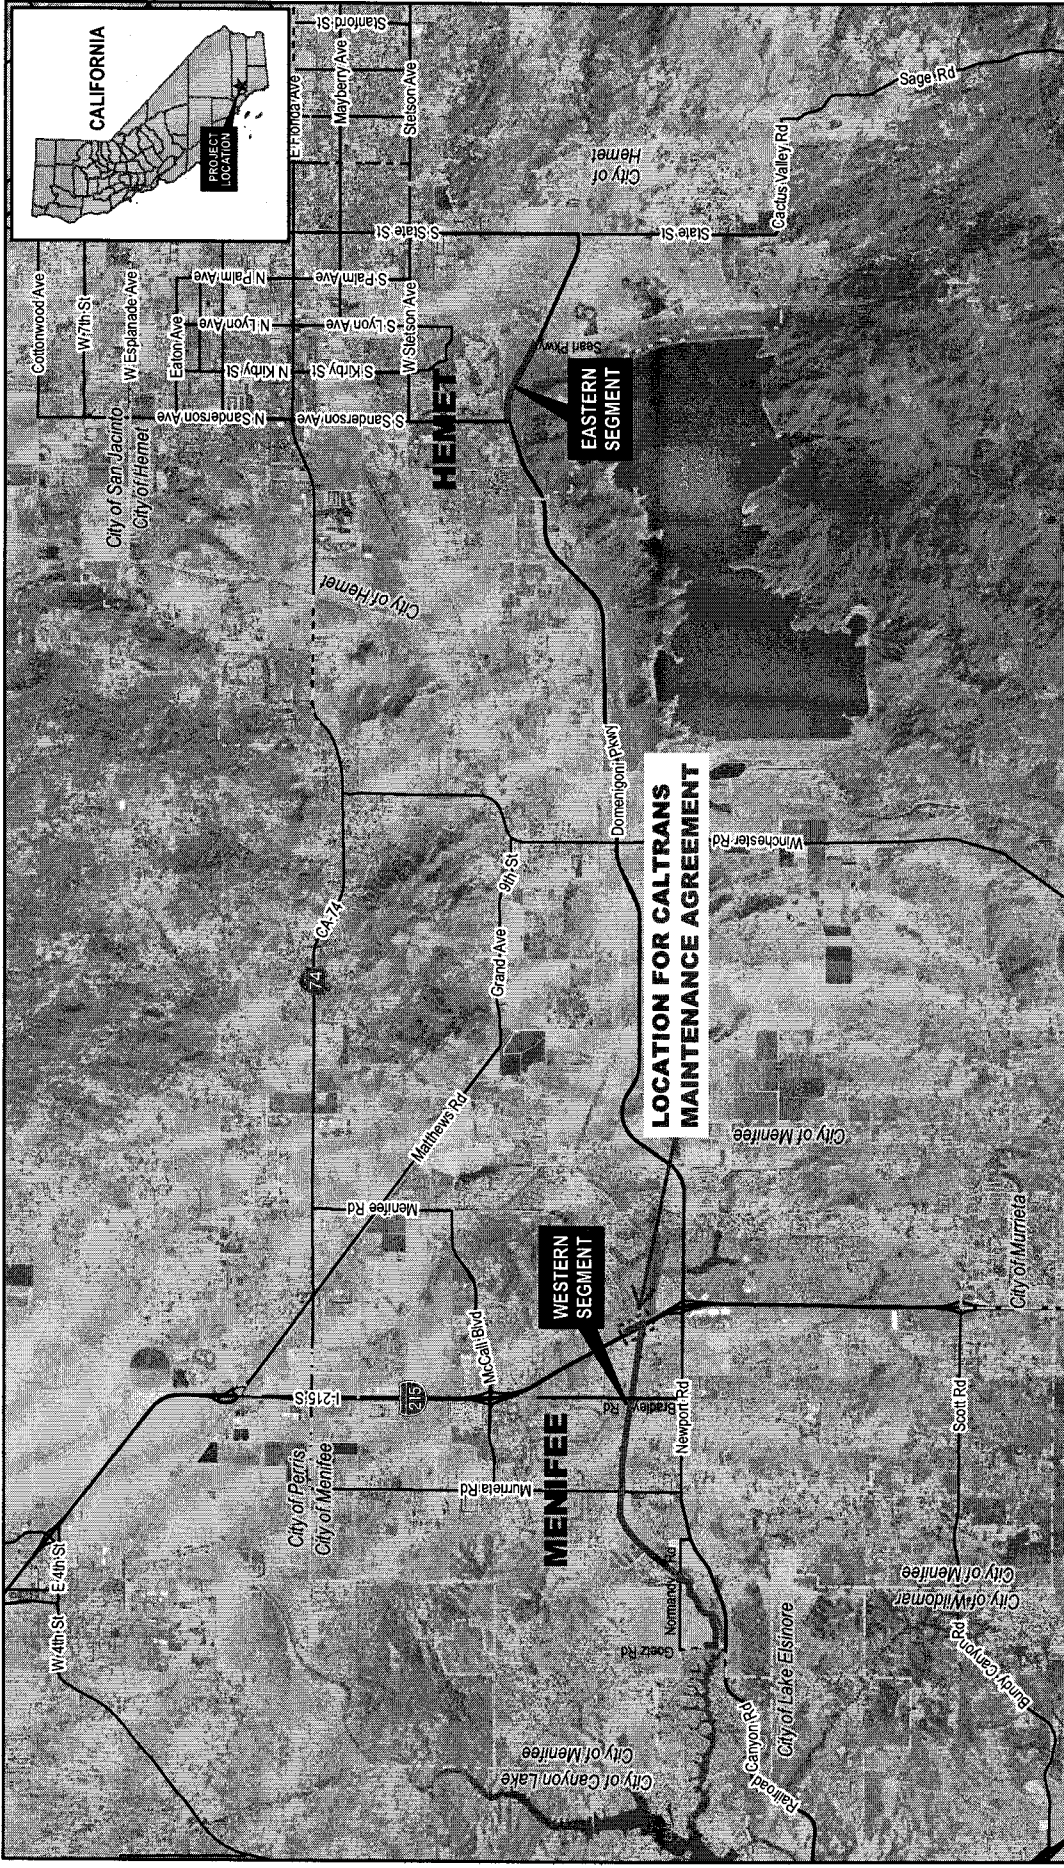 CALIFORNIA
PROJECT
LOCATION
Stanford St
E Florida Ave
Mayberry Ave
Stetson Ave
Sage Rd
Cactus Valley Rd
City of
Hemet
S State St
State St
Cottonwood Ave
W 7th St
W Esplanade Ave
Eaton Ave
N Palm Ave
S Palm Ave
N Lyon Ave
S Lyon Ave
W Stetson Ave
N Kirby St
S Kirby St
N Sanderson Ave
S Sanderson Ave
Searl Pkwy
HEMET
EASTERN
SEGMENT
City of San Jacinto
City of Hemet
City of Hemet
Domenigoni Pkwy
Winchester Rd
9th St
Grand Ave
CA-74
74
Matthews Rd
LOCATION FOR CALTRANS
MAINTENANCE AGREEMENT
City of Menifee
Menifee Rd
McCall Blvd
WESTERN
SEGMENT
City of Murrieta
I-215 S
215
Bradley Rd
Newport Rd
Scott Rd
MENIFEE
Murrieta Rd
City of Perris
City of Menifee
E 4th St
W 4th St
Normandy Rd
Goetz Rd
City of Menifee
City of Wildomar
Bundy Canyon Rd
City of Lake Elsinore
Railroad Canyon Rd
City of Menifee
City of Canyon Lake